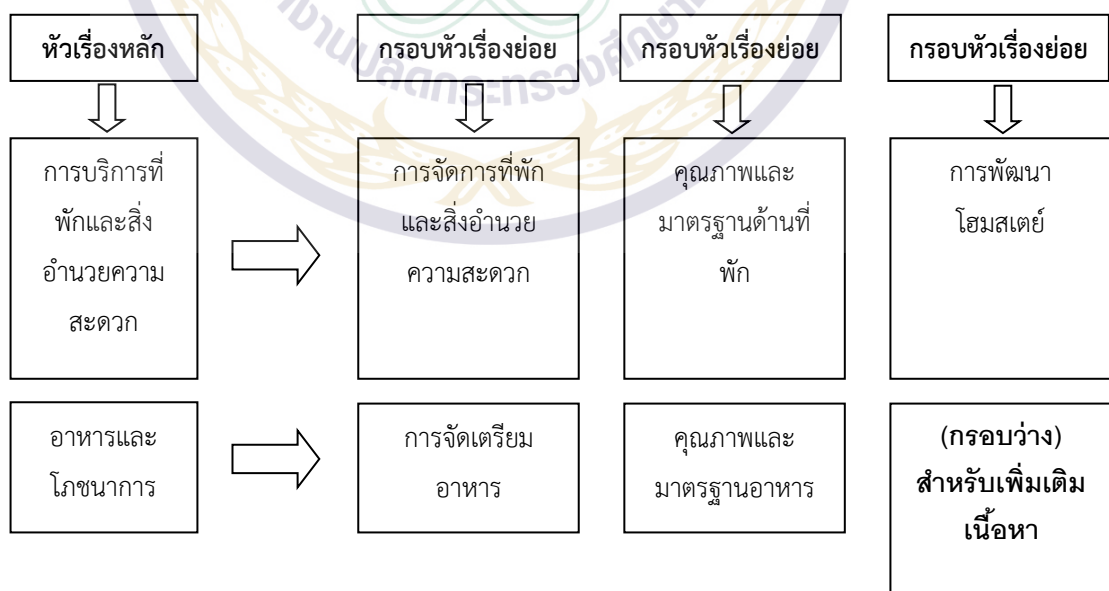 หัวเรื่องหลัก
กรอบหัวเรื่องย่อย
กรอบหัวเรื่องย่อย
กรอบหัวเรื่องย่อย
การบริการที่
พักและสิ่ง
อำนวยความ
สะดวก
การจัดการที่พัก
และสิ่งอำนวย
ความสะดวก
คุณภาพและ
มาตรฐานด้านที่
พัก
การพัฒนา
โฮมสเตย์
อาหารและ
โภชนาการ
การจัดเตรียม
อาหาร
คุณภาพและ
มาตรฐานอาหาร
(กรอบว่าง)
สำหรับเพิ่มเติม
เนื้อหา